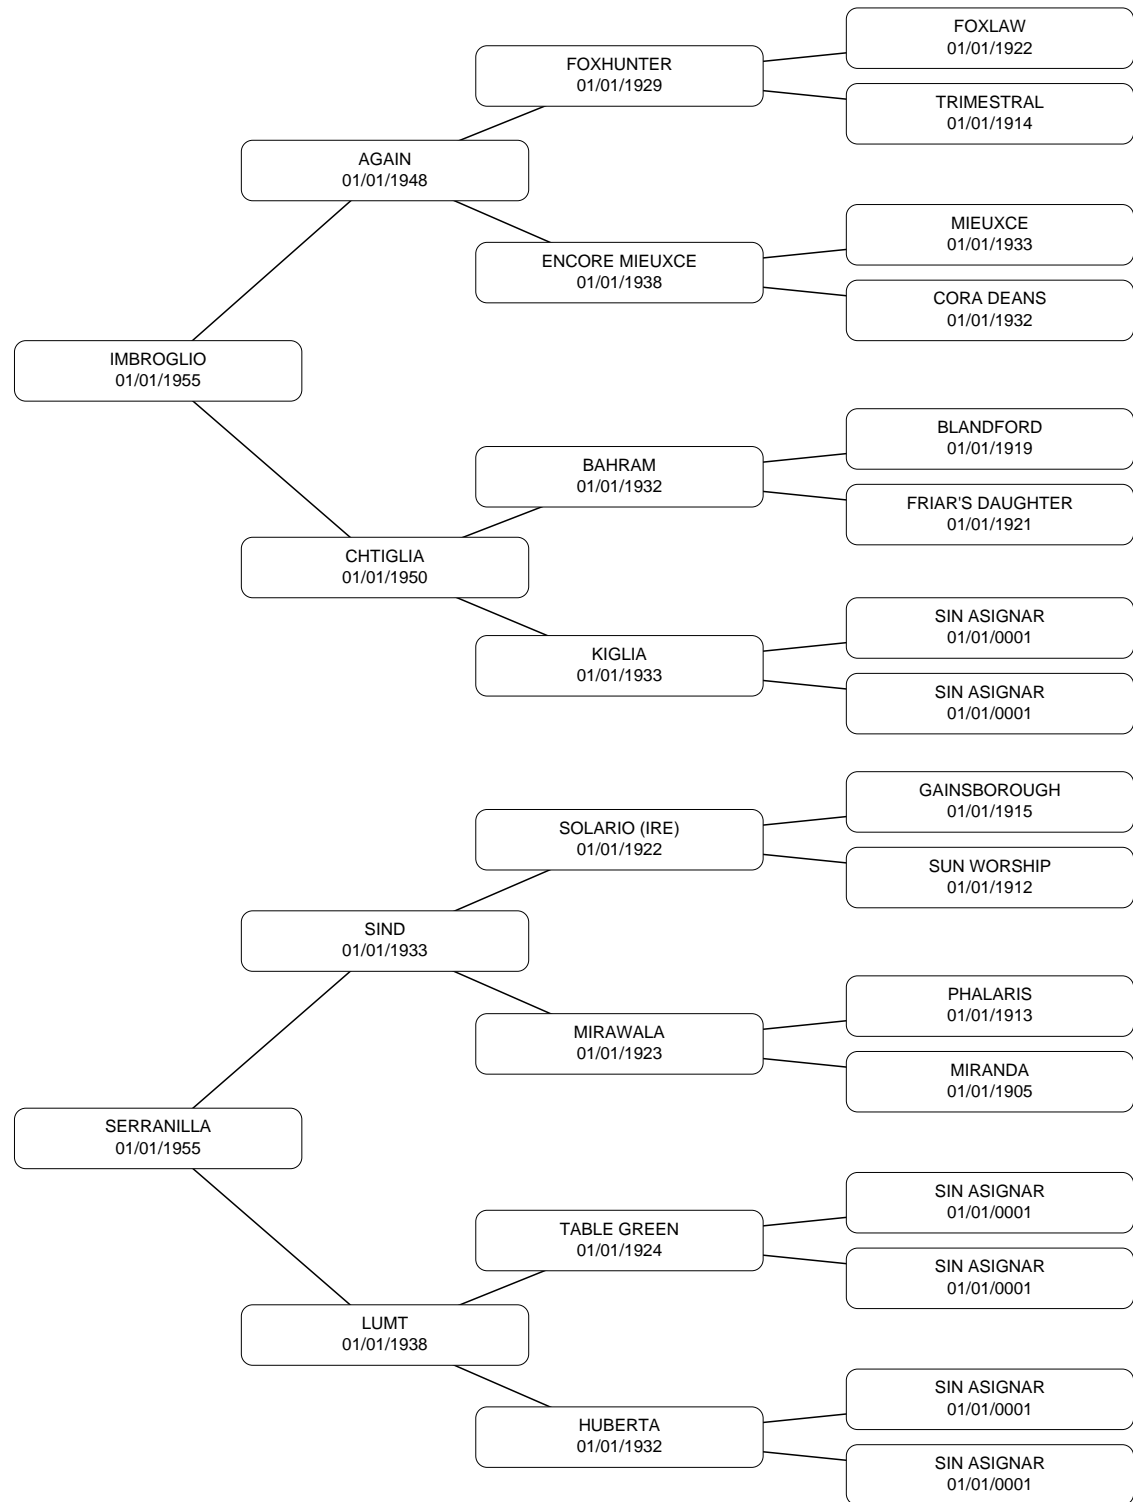 FOXLAW
01/01/1922
FOXHUNTER
01/01/1929
TRIMESTRAL
01/01/1914
AGAIN
01/01/1948
MIEUXCE
01/01/1933
ENCORE MIEUXCE
01/01/1938
CORA DEANS
01/01/1932
IMBROGLIO
01/01/1955
BLANDFORD
01/01/1919
BAHRAM
01/01/1932
FRIAR'S DAUGHTER
01/01/1921
CHTIGLIA
01/01/1950
SIN ASIGNAR
01/01/0001
KIGLIA
01/01/1933
SIN ASIGNAR
01/01/0001
GAINSBOROUGH
01/01/1915
SOLARIO (IRE)
01/01/1922
SUN WORSHIP
01/01/1912
SIND
01/01/1933
PHALARIS
01/01/1913
MIRAWALA
01/01/1923
MIRANDA
01/01/1905
SERRANILLA
01/01/1955
SIN ASIGNAR
01/01/0001
TABLE GREEN
01/01/1924
SIN ASIGNAR
01/01/0001
LUMT
01/01/1938
SIN ASIGNAR
01/01/0001
HUBERTA
01/01/1932
SIN ASIGNAR
01/01/0001